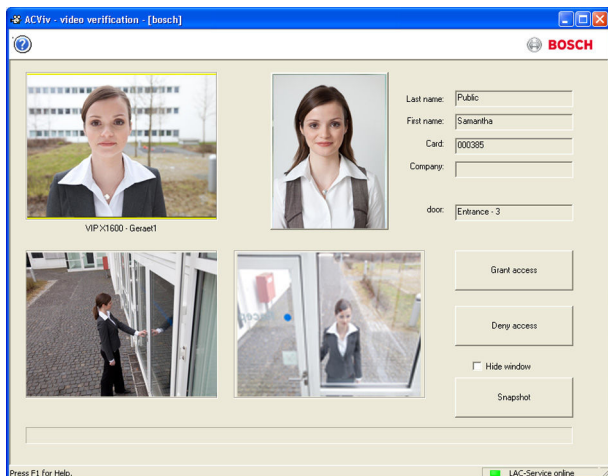 ACViv - video verification - [bosch]
BOSCH
Last name: Public
First name: Samantha
Card: 000385
Company:
door: Entrance - 3
VIP X1600 - Geraet1
Grant access
Deny access
Hide window
Snapshot
Press F1 for Help.
LAC-Service online